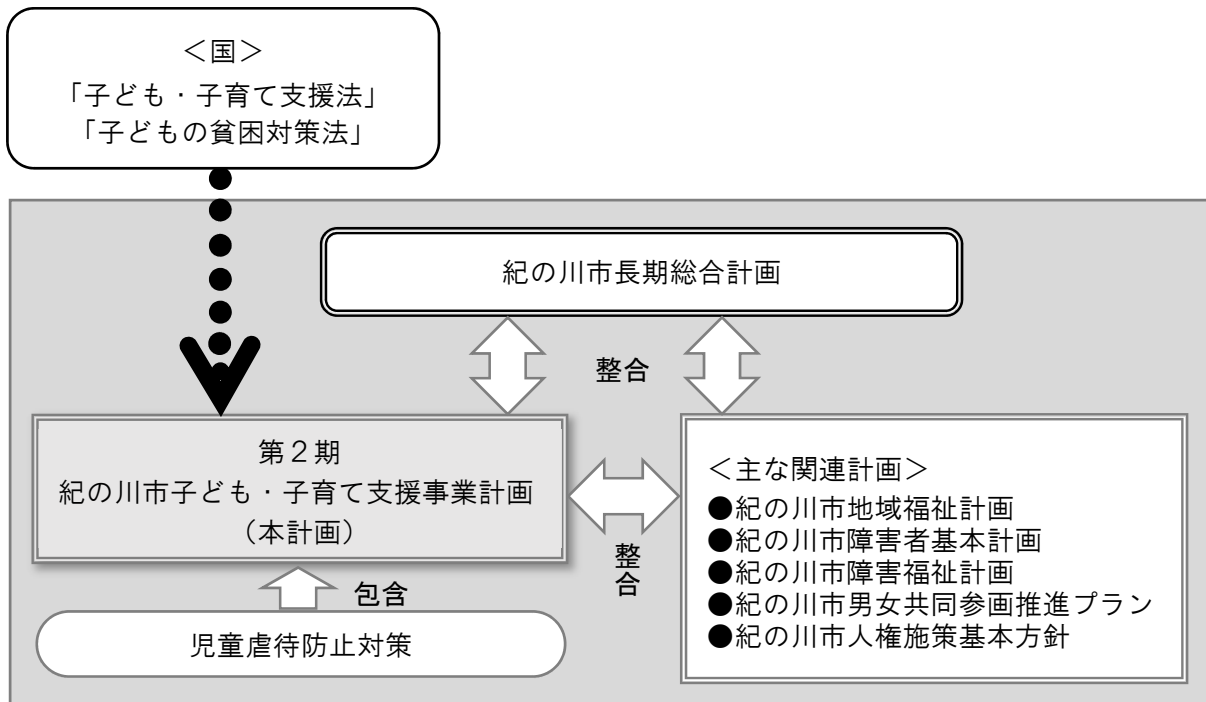 ＜国＞
「子ども・子育て支援法」
「子どもの貧困対策法」
紀の川市長期総合計画
整合
第２期
紀の川市子ども・子育て支援事業計画
（本計画）
整合
＜主な関連計画＞
●紀の川市地域福祉計画
●紀の川市障害者基本計画
●紀の川市障害福祉計画
●紀の川市男女共同参画推進プラン
●紀の川市人権施策基本方針
包含
児童虐待防止対策